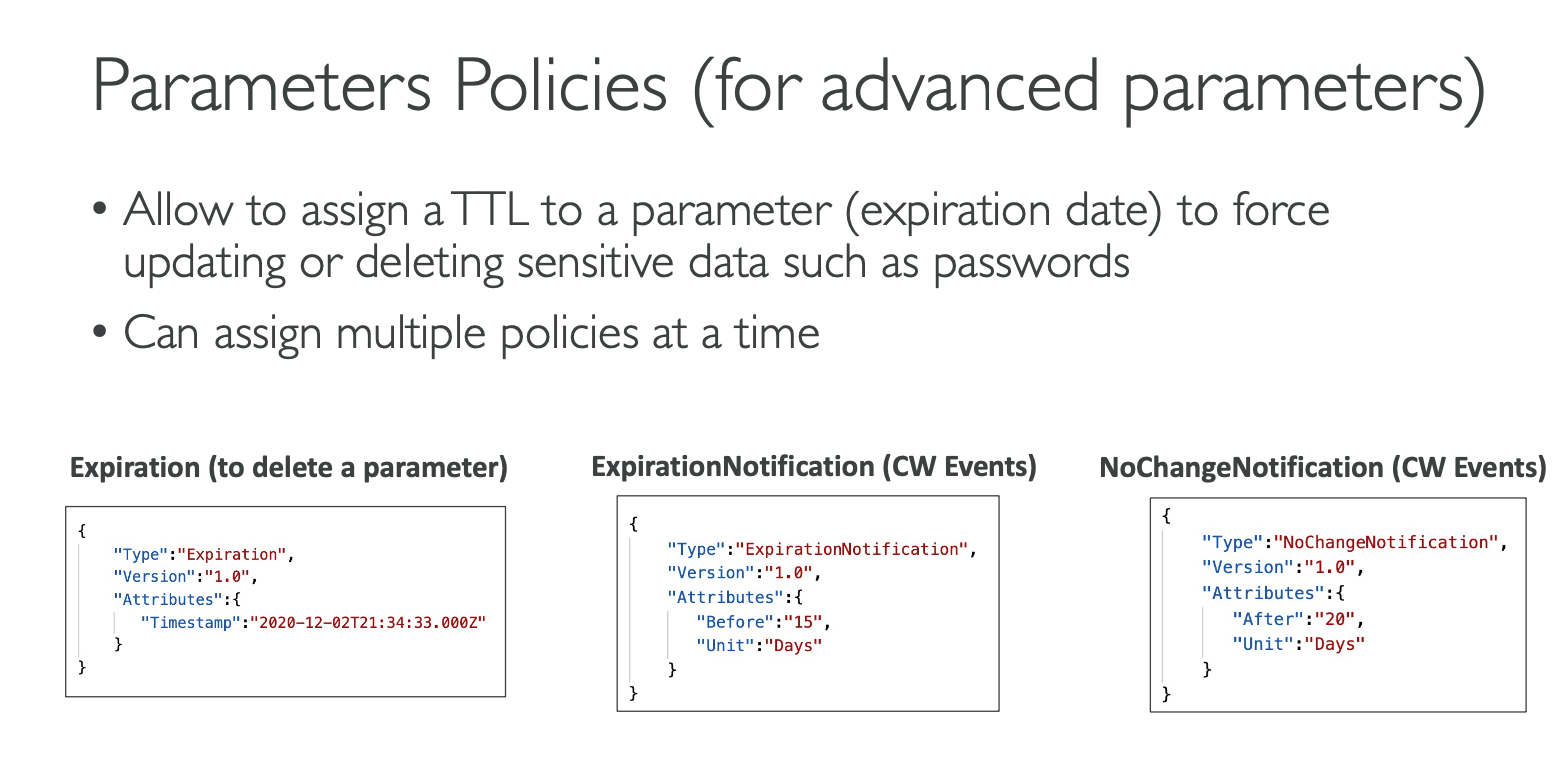 Parameters Policies (for advanced parameters)
• Allow to assign a TTL to a parameter (expiration date) to force
updating or deleting sensitive data such as passwords
• Can assign multiple policies at a time
Expiration (to delete a parameter)
{
"Type":"Expiration",
"Version":"1.0",
"Attributes":{
"Timestamp":"2020-12-02T21:34:33.000Z"
}
}
ExpirationNotification (CW Events)
{
"Type":"ExpirationNotification",
"Version":"1.0",
"Attributes":{
"Before":"15",
"Unit":"Days"
}
}
NoChangeNotification (CW Events)
{
"Type":"NoChangeNotification",
"Version":"1.0",
"Attributes":{
"After":"20",
"Unit":"Days"
}
}